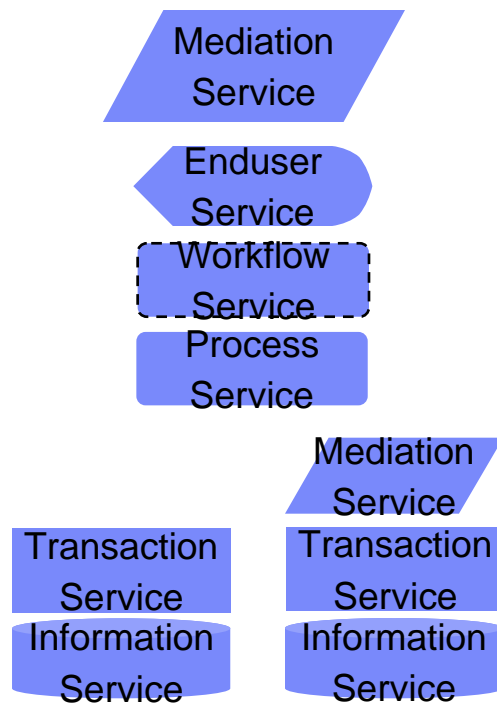 Mediation
Service
Enduser
Service
Workflow
Service
Process
Service
Mediation
Service
Transaction
Service
Transaction
Service
Information
Service
Information
Service